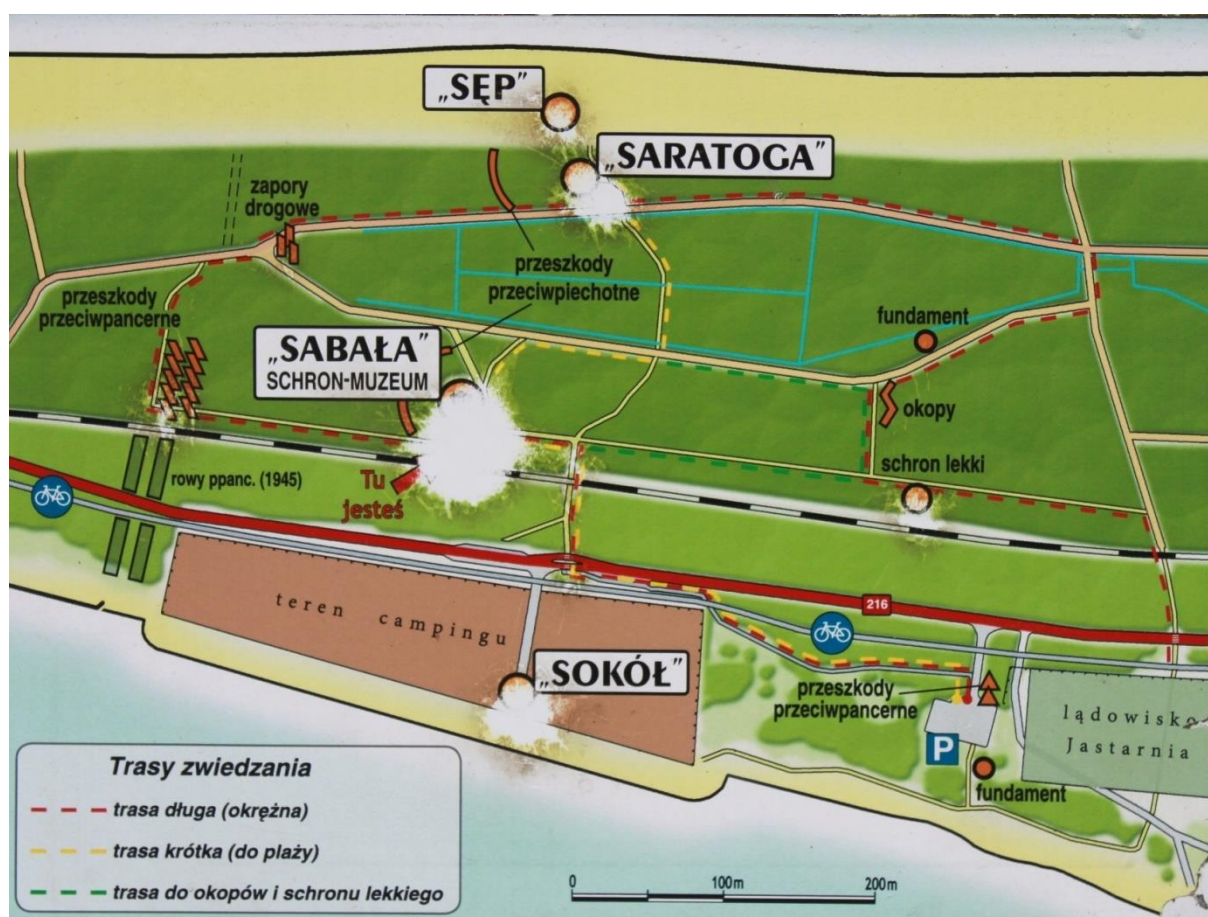 „SĘP”
„SARATOGA”
zapory
drogowe
przeszkody
przeciwpiechotne
przeszkody
przeciwpancerne
fundament
„SABAŁA”
SCHRON-MUZEUM
okopy
schron lekki
rowy ppanc. (1945)
Tu
jesteś
216
teren campingu
„SOKÓŁ”
przeszkody
przeciwpancerne
lądowisko
Jastarnia
P
fundament
Trasy zwiedzania
trasa długa (okrężna)
trasa krótka (do plaży)
trasa do okopów i schronu lekkiego
0 100m 200m